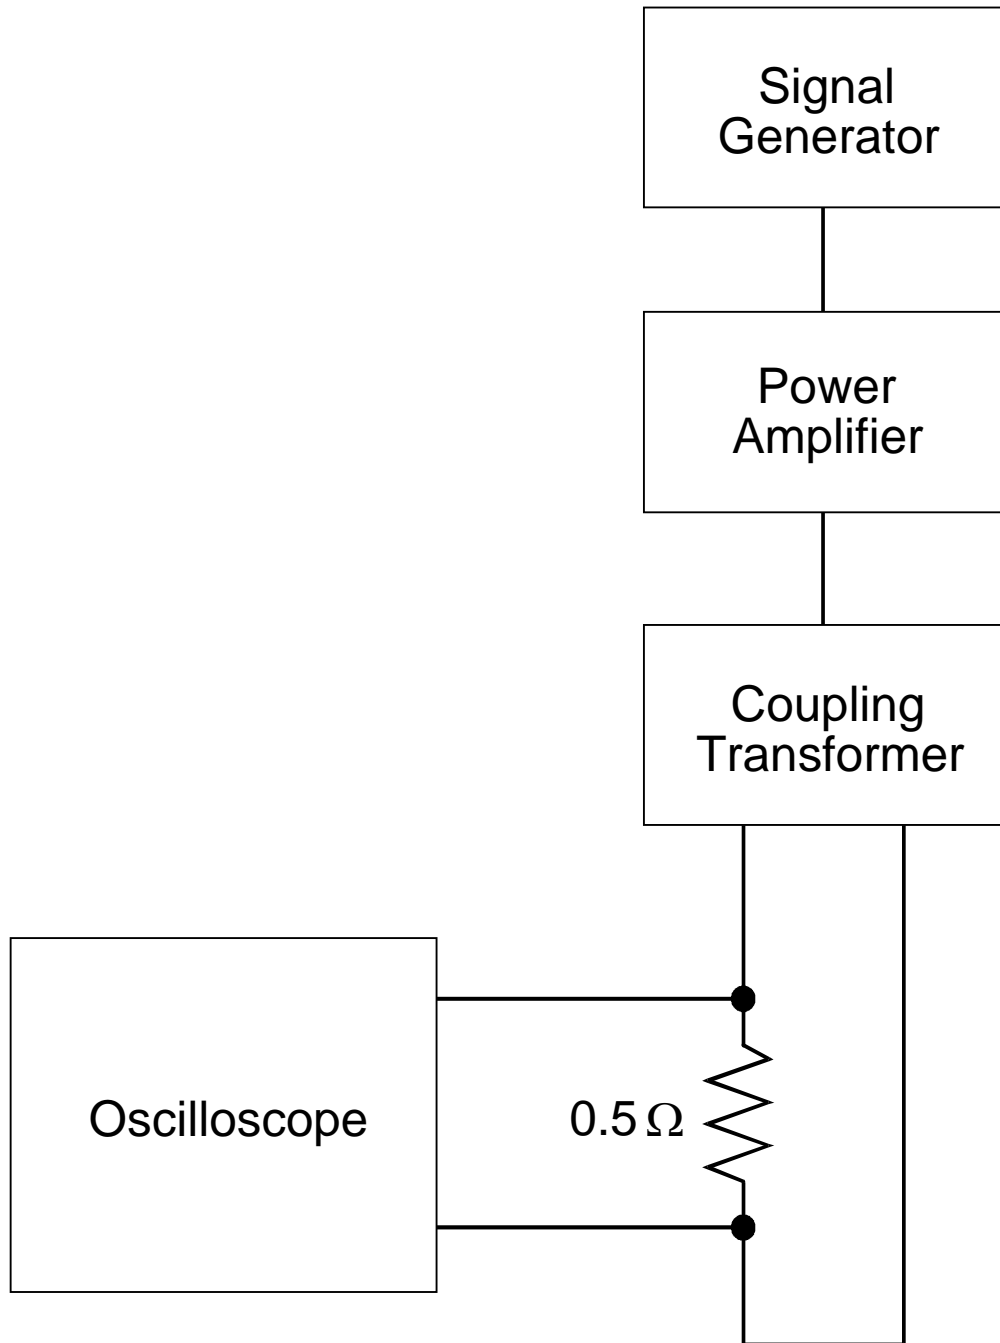 Signal
Generator
Power
Amplifier
Coupling
Transformer
Oscilloscope
0.5 Ω